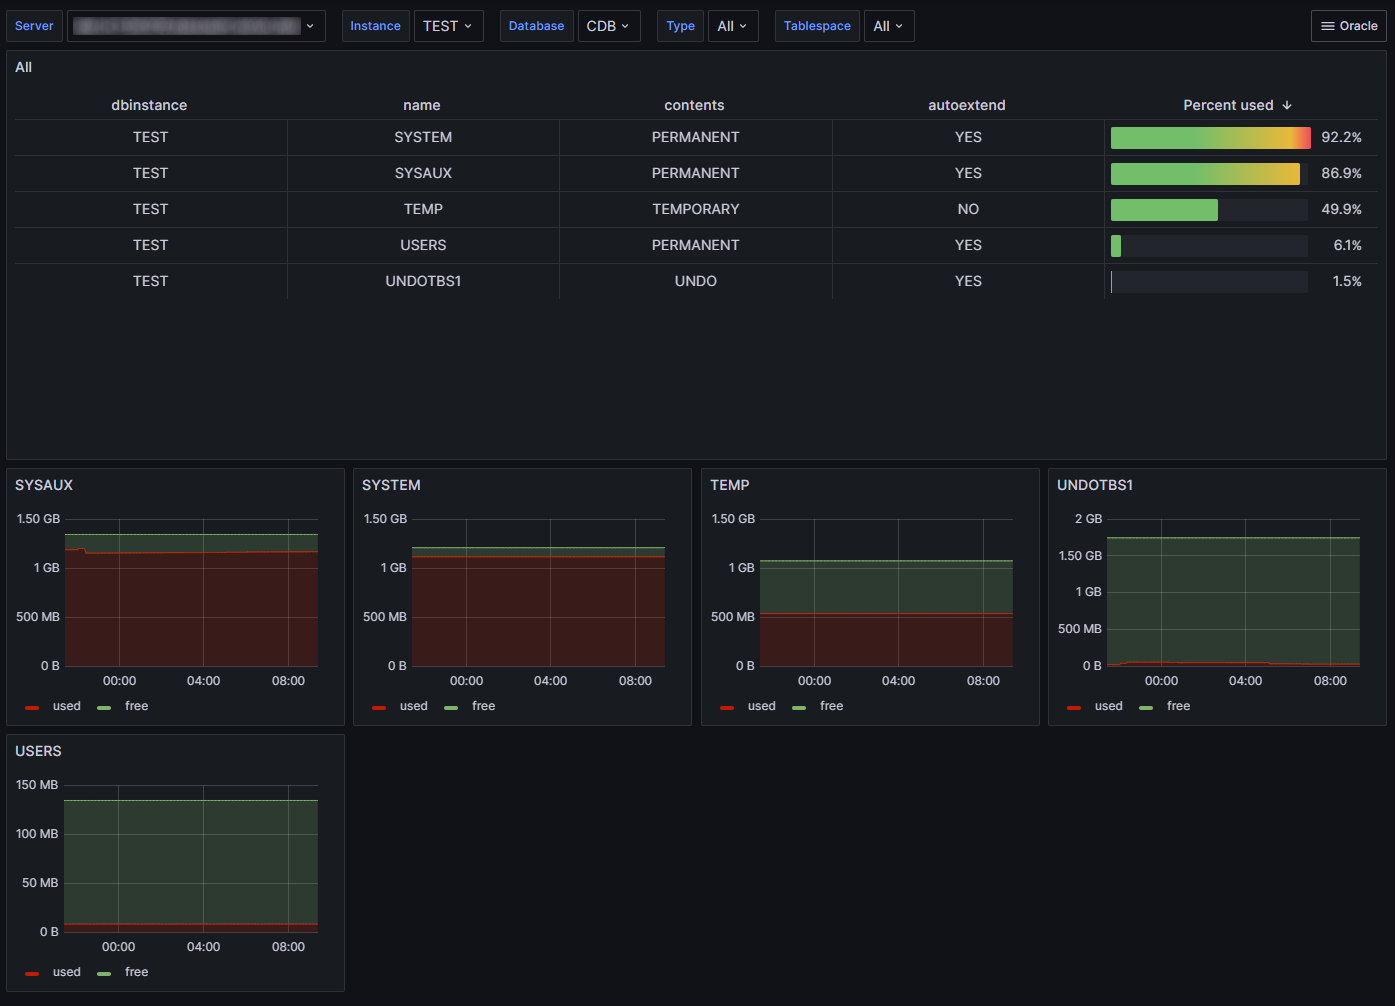 Server Instance TEST Database CDB Type All Tablespace All Oracle
All
dbinstance name contents autoextend Percent used
TEST SYSTEM PERMANENT YES 92.2%
TEST SYSAUX PERMANENT YES 86.9%
TEST TEMP TEMPORARY NO 49.9%
TEST USERS PERMANENT YES 6.1%
TEST UNDOTBS1 UNDO YES 1.5%
SYSAUX
1.50 GB
1 GB
500 MB
0 B
00:00 04:00 08:00
used free
SYSTEM
1.50 GB
1 GB
500 MB
0 B
00:00 04:00 08:00
used free
TEMP
1.50 GB
1 GB
500 MB
0 B
00:00 04:00 08:00
used free
UNDOTBS1
2 GB
1.50 GB
1 GB
500 MB
0 B
00:00 04:00 08:00
used free
USERS
150 MB
100 MB
50 MB
0 B
00:00 04:00 08:00
used free